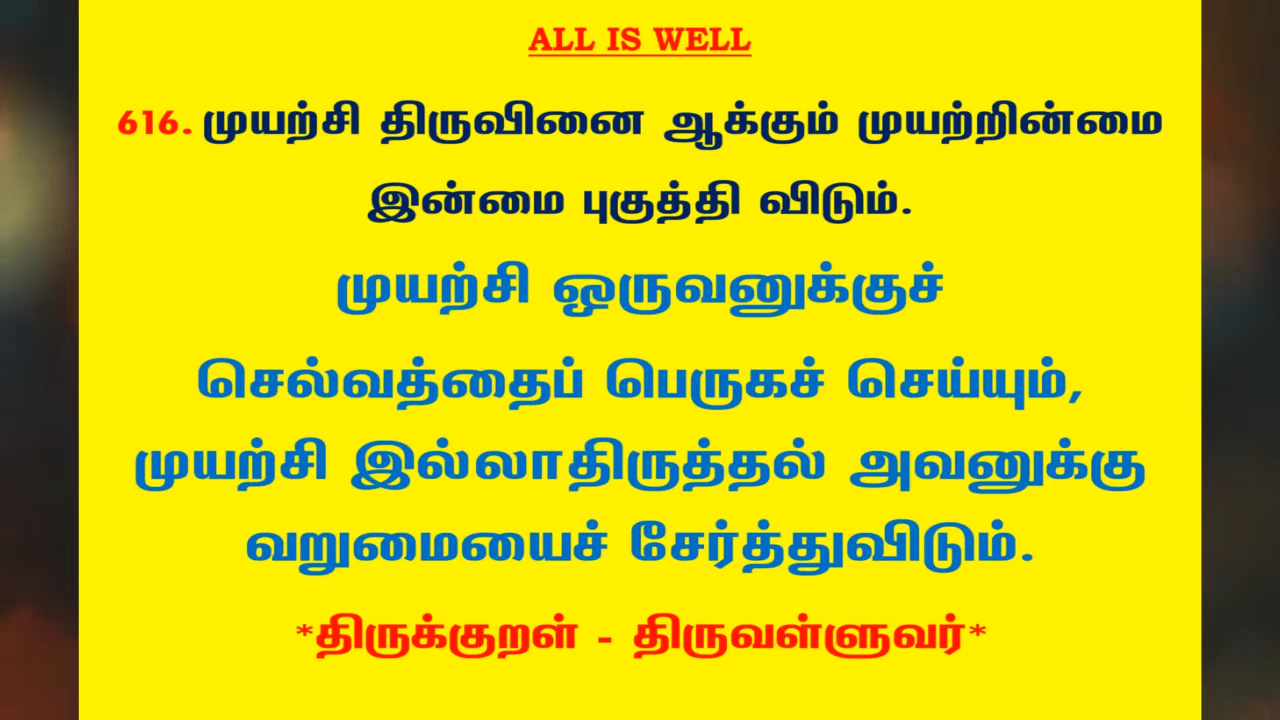 ALL IS WELL
616. முயற்சி திருவினை ஆக்கும் முயற்றின்மை
இன்மை புகுத்தி விடும்.
முயற்சி ஒருவனுக்குச்
செல்வத்தைப் பெருகச் செய்யும்,
முயற்சி இல்லாதிருத்தல் அவனுக்கு
வறுமையைச் சேர்த்துவிடும்.
*திருக்குறள் - திருவள்ளுவர்*